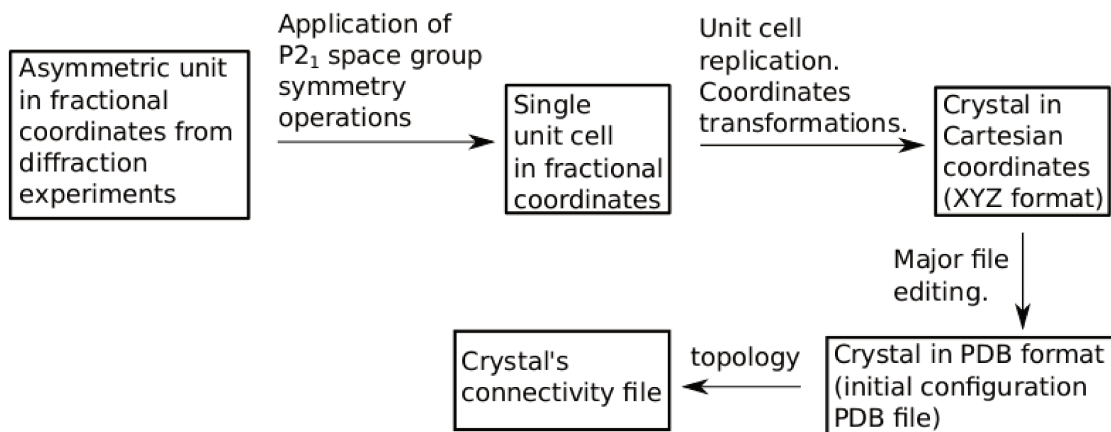 Asymmetric unit
in fractional
coordinates from
diffraction
experiments
Application of
P2₁ space group
symmetry
operations
Single
unit cell
in fractional
coordinates
Unit cell
replication.
Coordinates
transformations.
Crystal in
Cartesian
coordinates
(XYZ format)
Major file
editing.
Crystal in PDB format
(initial configuration
PDB file)
topology
Crystal's
connectivity file